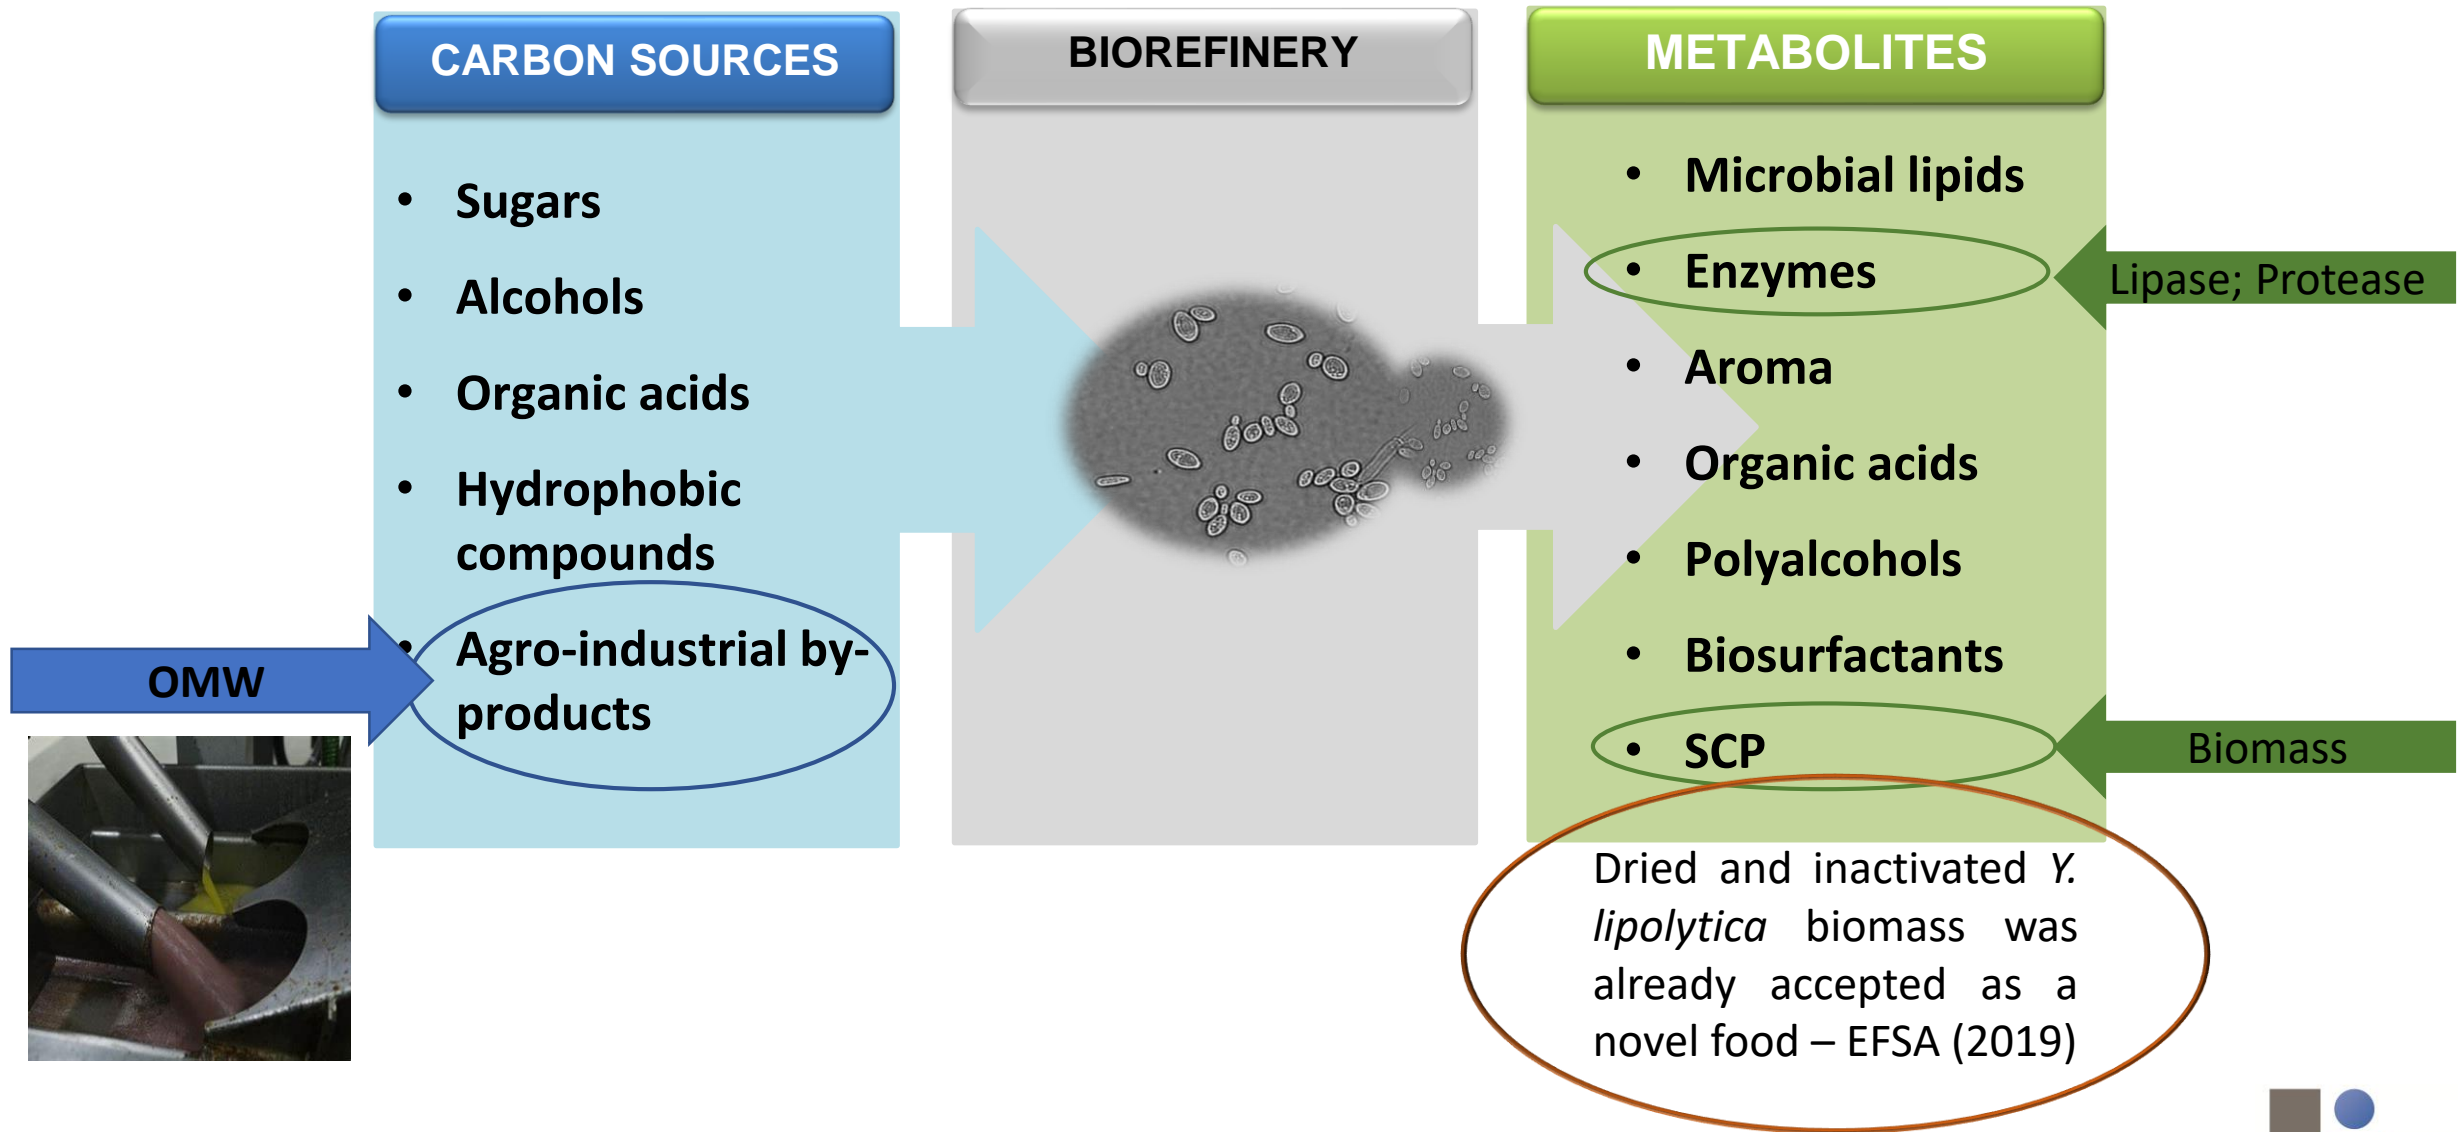 CARBON SOURCES
• Sugars
• Alcohols
• Organic acids
• Hydrophobic
compounds
• Agro-industrial by-
products
OMW
BIOREFINERY
METABOLITES
• Microbial lipids
• Enzymes
• Aroma
• Organic acids
• Polyalcohols
• Biosurfactants
• SCP
Lipase; Protease
Biomass
Dried and inactivated Y.
lipolytica biomass was
already accepted as a
novel food – EFSA (2019)